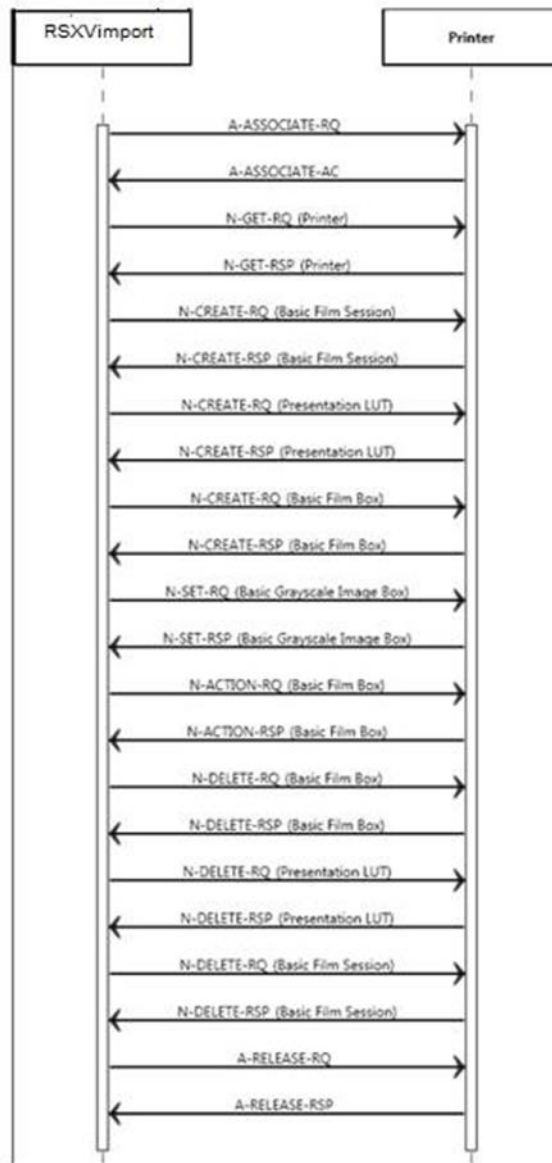 RSXVimport
Printer
A-ASSOCIATE-RQ
A-ASSOCIATE-AC
N-GET-RQ (Printer)
N-GET-RSP (Printer)
N-CREATE-RQ (Basic Film Session)
N-CREATE-RSP (Basic Film Session)
N-CREATE-RQ (Presentation LUT)
N-CREATE-RSP (Presentation LUT)
N-CREATE-RQ (Basic Film Box)
N-CREATE-RSP (Basic Film Box)
N-SET-RQ (Basic Grayscale Image Box)
N-SET-RSP (Basic Grayscale Image Box)
N-ACTION-RQ (Basic Film Box)
N-ACTION-RSP (Basic Film Box)
N-DELETE-RQ (Basic Film Box)
N-DELETE-RSP (Basic Film Box)
N-DELETE-RQ (Presentation LUT)
N-DELETE-RSP (Presentation LUT)
N-DELETE-RQ (Basic Film Session)
N-DELETE-RSP (Basic Film Session)
A-RELEASE-RQ
A-RELEASE-RSP